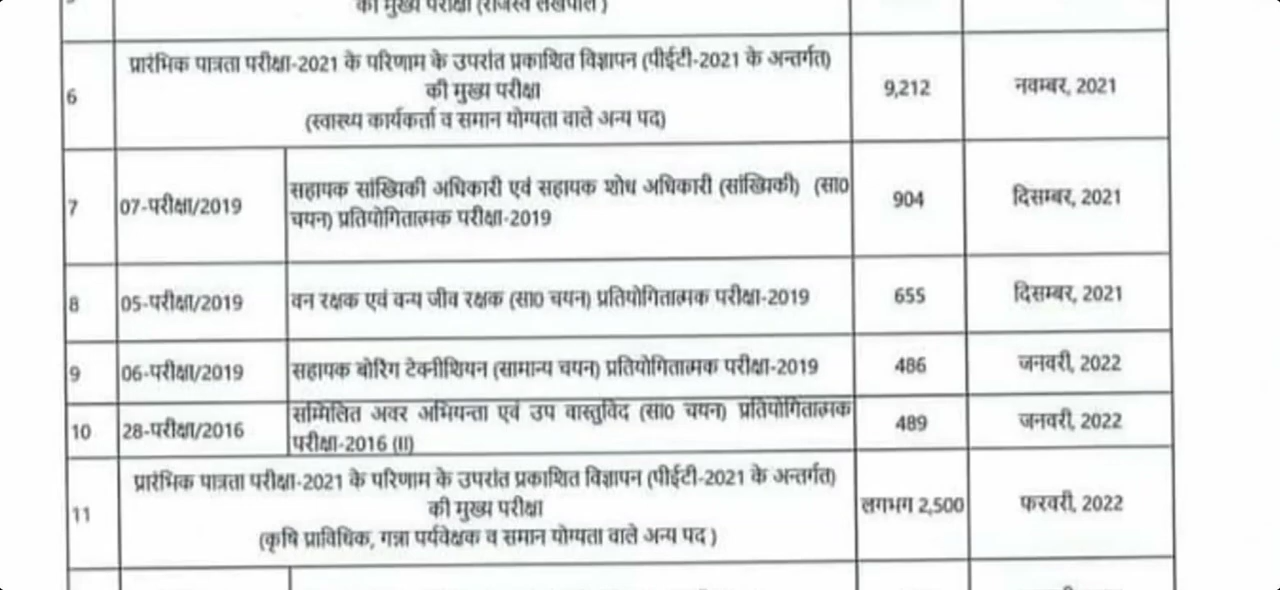 की मुख्य परीक्षा (राजस्व लेखपाल)
6
प्रारंभिक पात्रता परीक्षा-2021 के परिणाम के उपरांत प्रकाशित विज्ञापन (पीईटी-2021 के अन्तर्गत)
की मुख्य परीक्षा
(स्वास्थ्य कार्यकर्ता व समान योग्यता वाले अन्य पद)
9,212
नवम्बर, 2021
7
07-परीक्षा/2019
सहायक सांख्यिकी अधिकारी एवं सहायक शोध अधिकारी (सांख्यिकी) (सा0
चयन) प्रतियोगितात्मक परीक्षा-2019
904
दिसम्बर, 2021
8
05-परीक्षा/2019
वन रक्षक एवं वन्य जीव रक्षक (सा0 चयन) प्रतियोगितात्मक परीक्षा-2019
655
दिसम्बर, 2021
9
06-परीक्षा/2019
सहायक बोरिंग टेक्नीशियन (सामान्य चयन) प्रतियोगितात्मक परीक्षा-2019
486
जनवरी, 2022
10
28-परीक्षा/2016
सम्मिलित अवर अभियन्ता एवं उप वास्तुविद (सा0 चयन) प्रतियोगितात्मक
परीक्षा-2016 (II)
489
जनवरी, 2022
11
प्रारंभिक पात्रता परीक्षा-2021 के परिणाम के उपरांत प्रकाशित विज्ञापन (पीईटी-2021 के अन्तर्गत)
की मुख्य परीक्षा
(कृषि प्राविधिक, गन्ना पर्यवेक्षक व समान योग्यता वाले अन्य पद )
लगभग 2,500
फरवरी, 2022